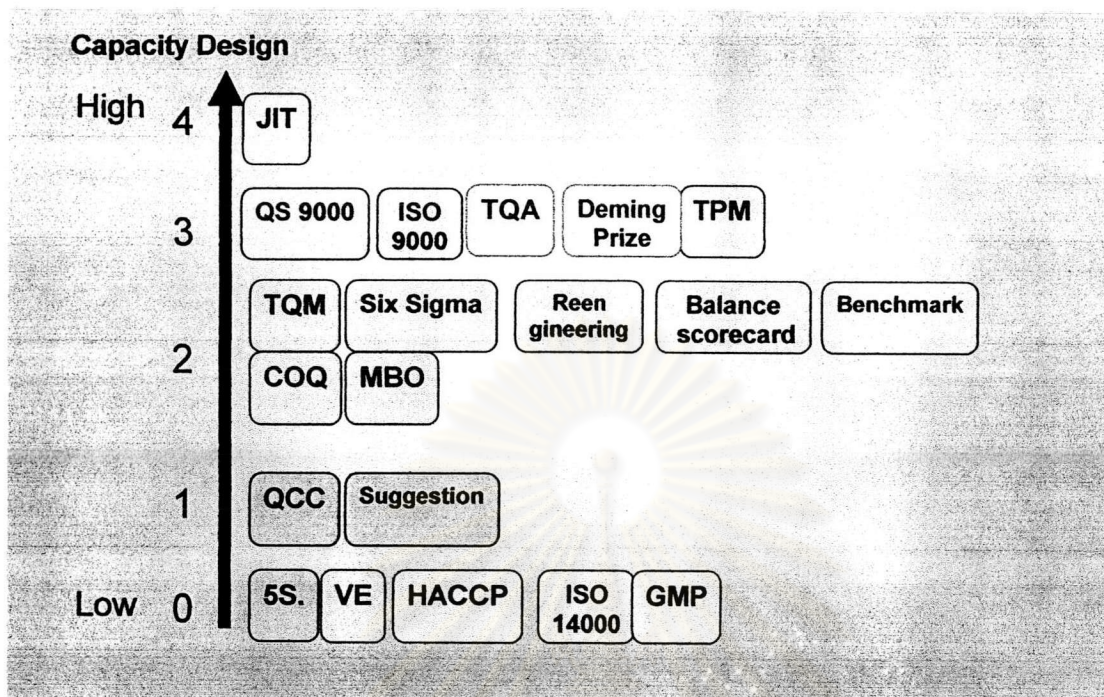 Capacity Design
High 4 JIT
3 QS 9000 ISO 9000 TQA Deming Prize TPM
TQM Six Sigma Reen gineering Balance scorecard Benchmark
2
COQ MBO
1 QCC Suggestion
Low 0 5S. VE HACCP ISO 14000 GMP